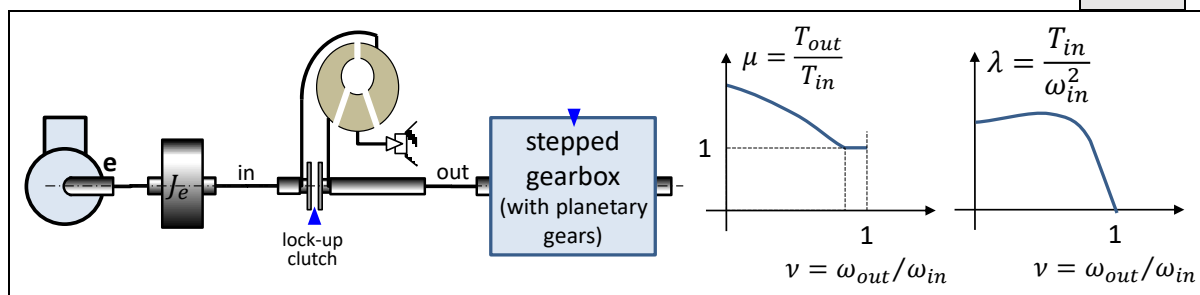 e
J_e
in
lock-up
clutch
out
stepped
gearbox
(with planetary
gears)
μ = T_out / T_in
1
1
ν = ω_out/ω_in
λ = T_in / ω_in^2
1
ν = ω_out/ω_in